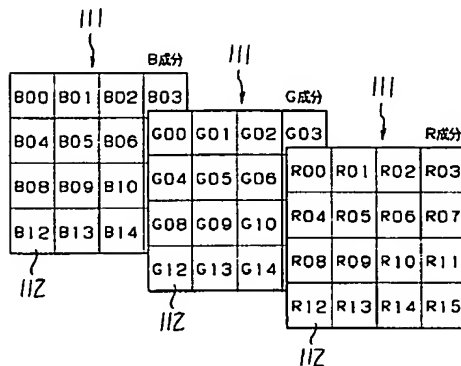 111
B成分
B00 B01 B02 B03
B04 B05 B06
B08 B09 B10
B12 B13 B14
112
111
G成分
G00 G01 G02 G03
G04 G05 G06
G08 G09 G10
G12 G13 G14
112
111
R成分
R00 R01 R02 R03
R04 R05 R06 R07
R08 R09 R10 R11
R12 R13 R14 R15
112